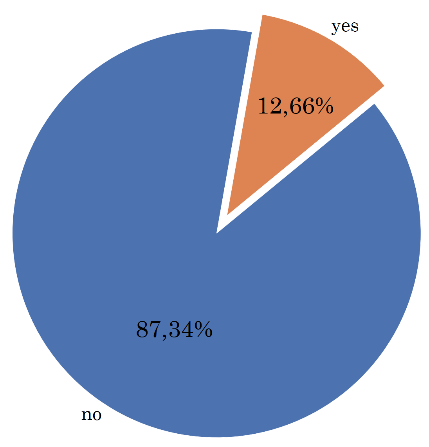 yes
12,66%
87,34%
no